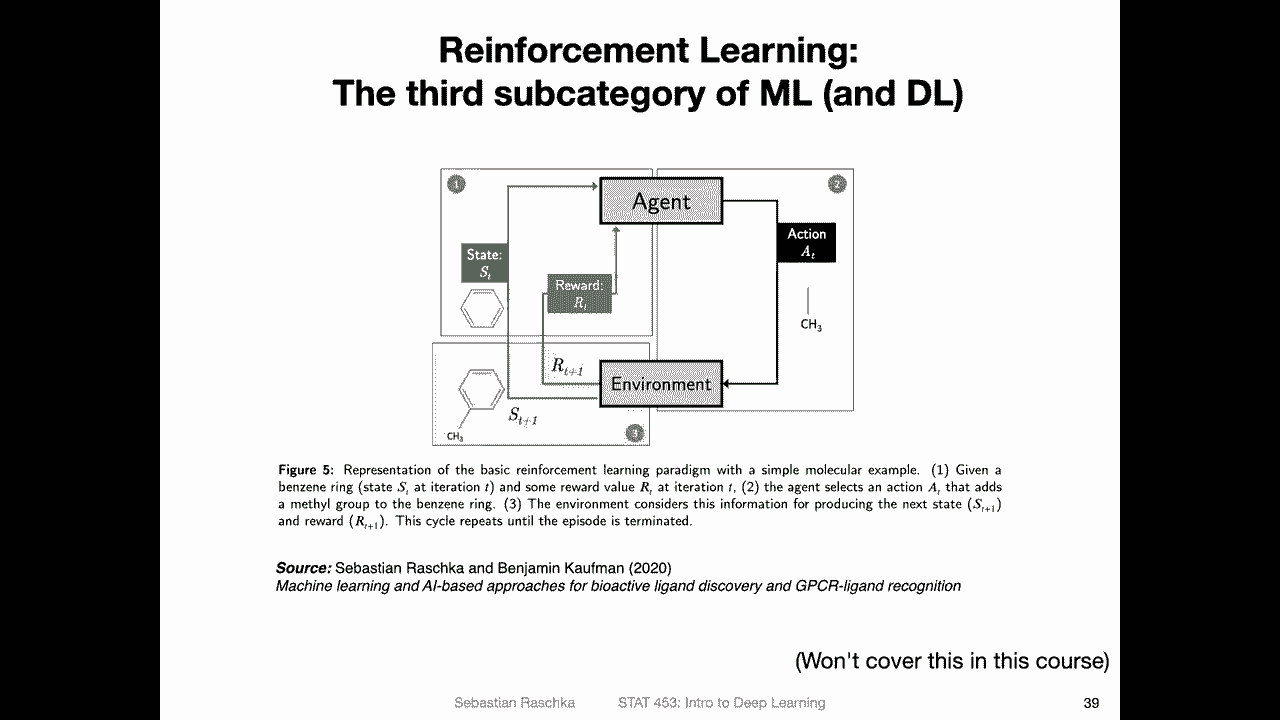 Reinforcement Learning:
The third subcategory of ML (and DL)
1
2
Agent
Action
A_t
State:
S_t
Reward:
R_t
CH₃
R_{t+1}
Environment
S_{t+1}
CH₃
3
Figure 5: Representation of the basic reinforcement learning paradigm with a simple molecular example. (1) Given a
benzene ring (state S_t at iteration t) and some reward value R_t at iteration t, (2) the agent selects an action A_t that adds
a methyl group to the benzene ring. (3) The environment considers this information for producing the next state (S_{t+1})
and reward (R_{t+1}). This cycle repeats until the episode is terminated.
Source: Sebastian Raschka and Benjamin Kaufman (2020)
Machine learning and AI-based approaches for bioactive ligand discovery and GPCR-ligand recognition
(Won't cover this in this course)
Sebastian Raschka STAT 453: Intro to Deep Learning 39